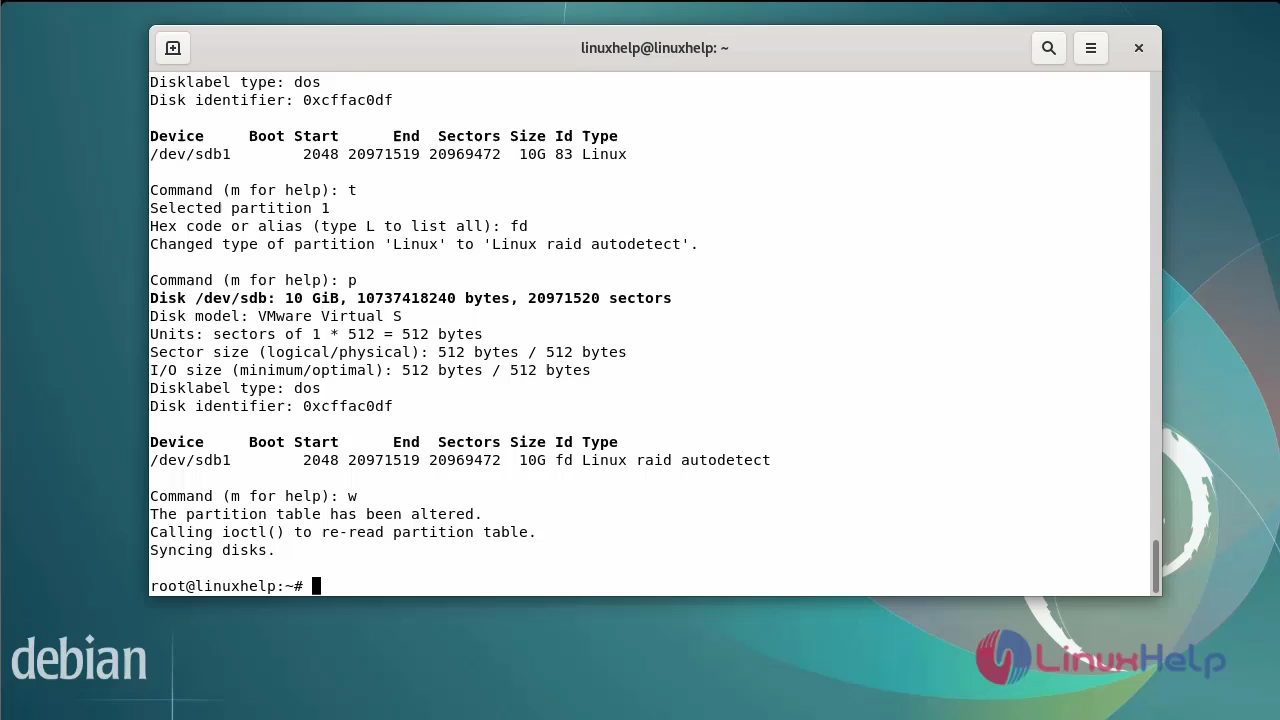 linuxhelp@linuxhelp: ~
Disklabel type: dos
Disk identifier: 0xcffac0df
Device     Boot Start      End  Sectors Size Id Type
/dev/sdb1        2048 20971519 20969472  10G 83 Linux
Command (m for help): t
Selected partition 1
Hex code or alias (type L to list all): fd
Changed type of partition 'Linux' to 'Linux raid autodetect'.
Command (m for help): p
Disk /dev/sdb: 10 GiB, 10737418240 bytes, 20971520 sectors
Disk model: VMware Virtual S
Units: sectors of 1 * 512 = 512 bytes
Sector size (logical/physical): 512 bytes / 512 bytes
I/O size (minimum/optimal): 512 bytes / 512 bytes
Disklabel type: dos
Disk identifier: 0xcffac0df
Device     Boot Start      End  Sectors Size Id Type
/dev/sdb1        2048 20971519 20969472  10G fd Linux raid autodetect
Command (m for help): w
The partition table has been altered.
Calling ioctl() to re-read partition table.
Syncing disks.
root@linuxhelp:~#
debian
LinuxHelp